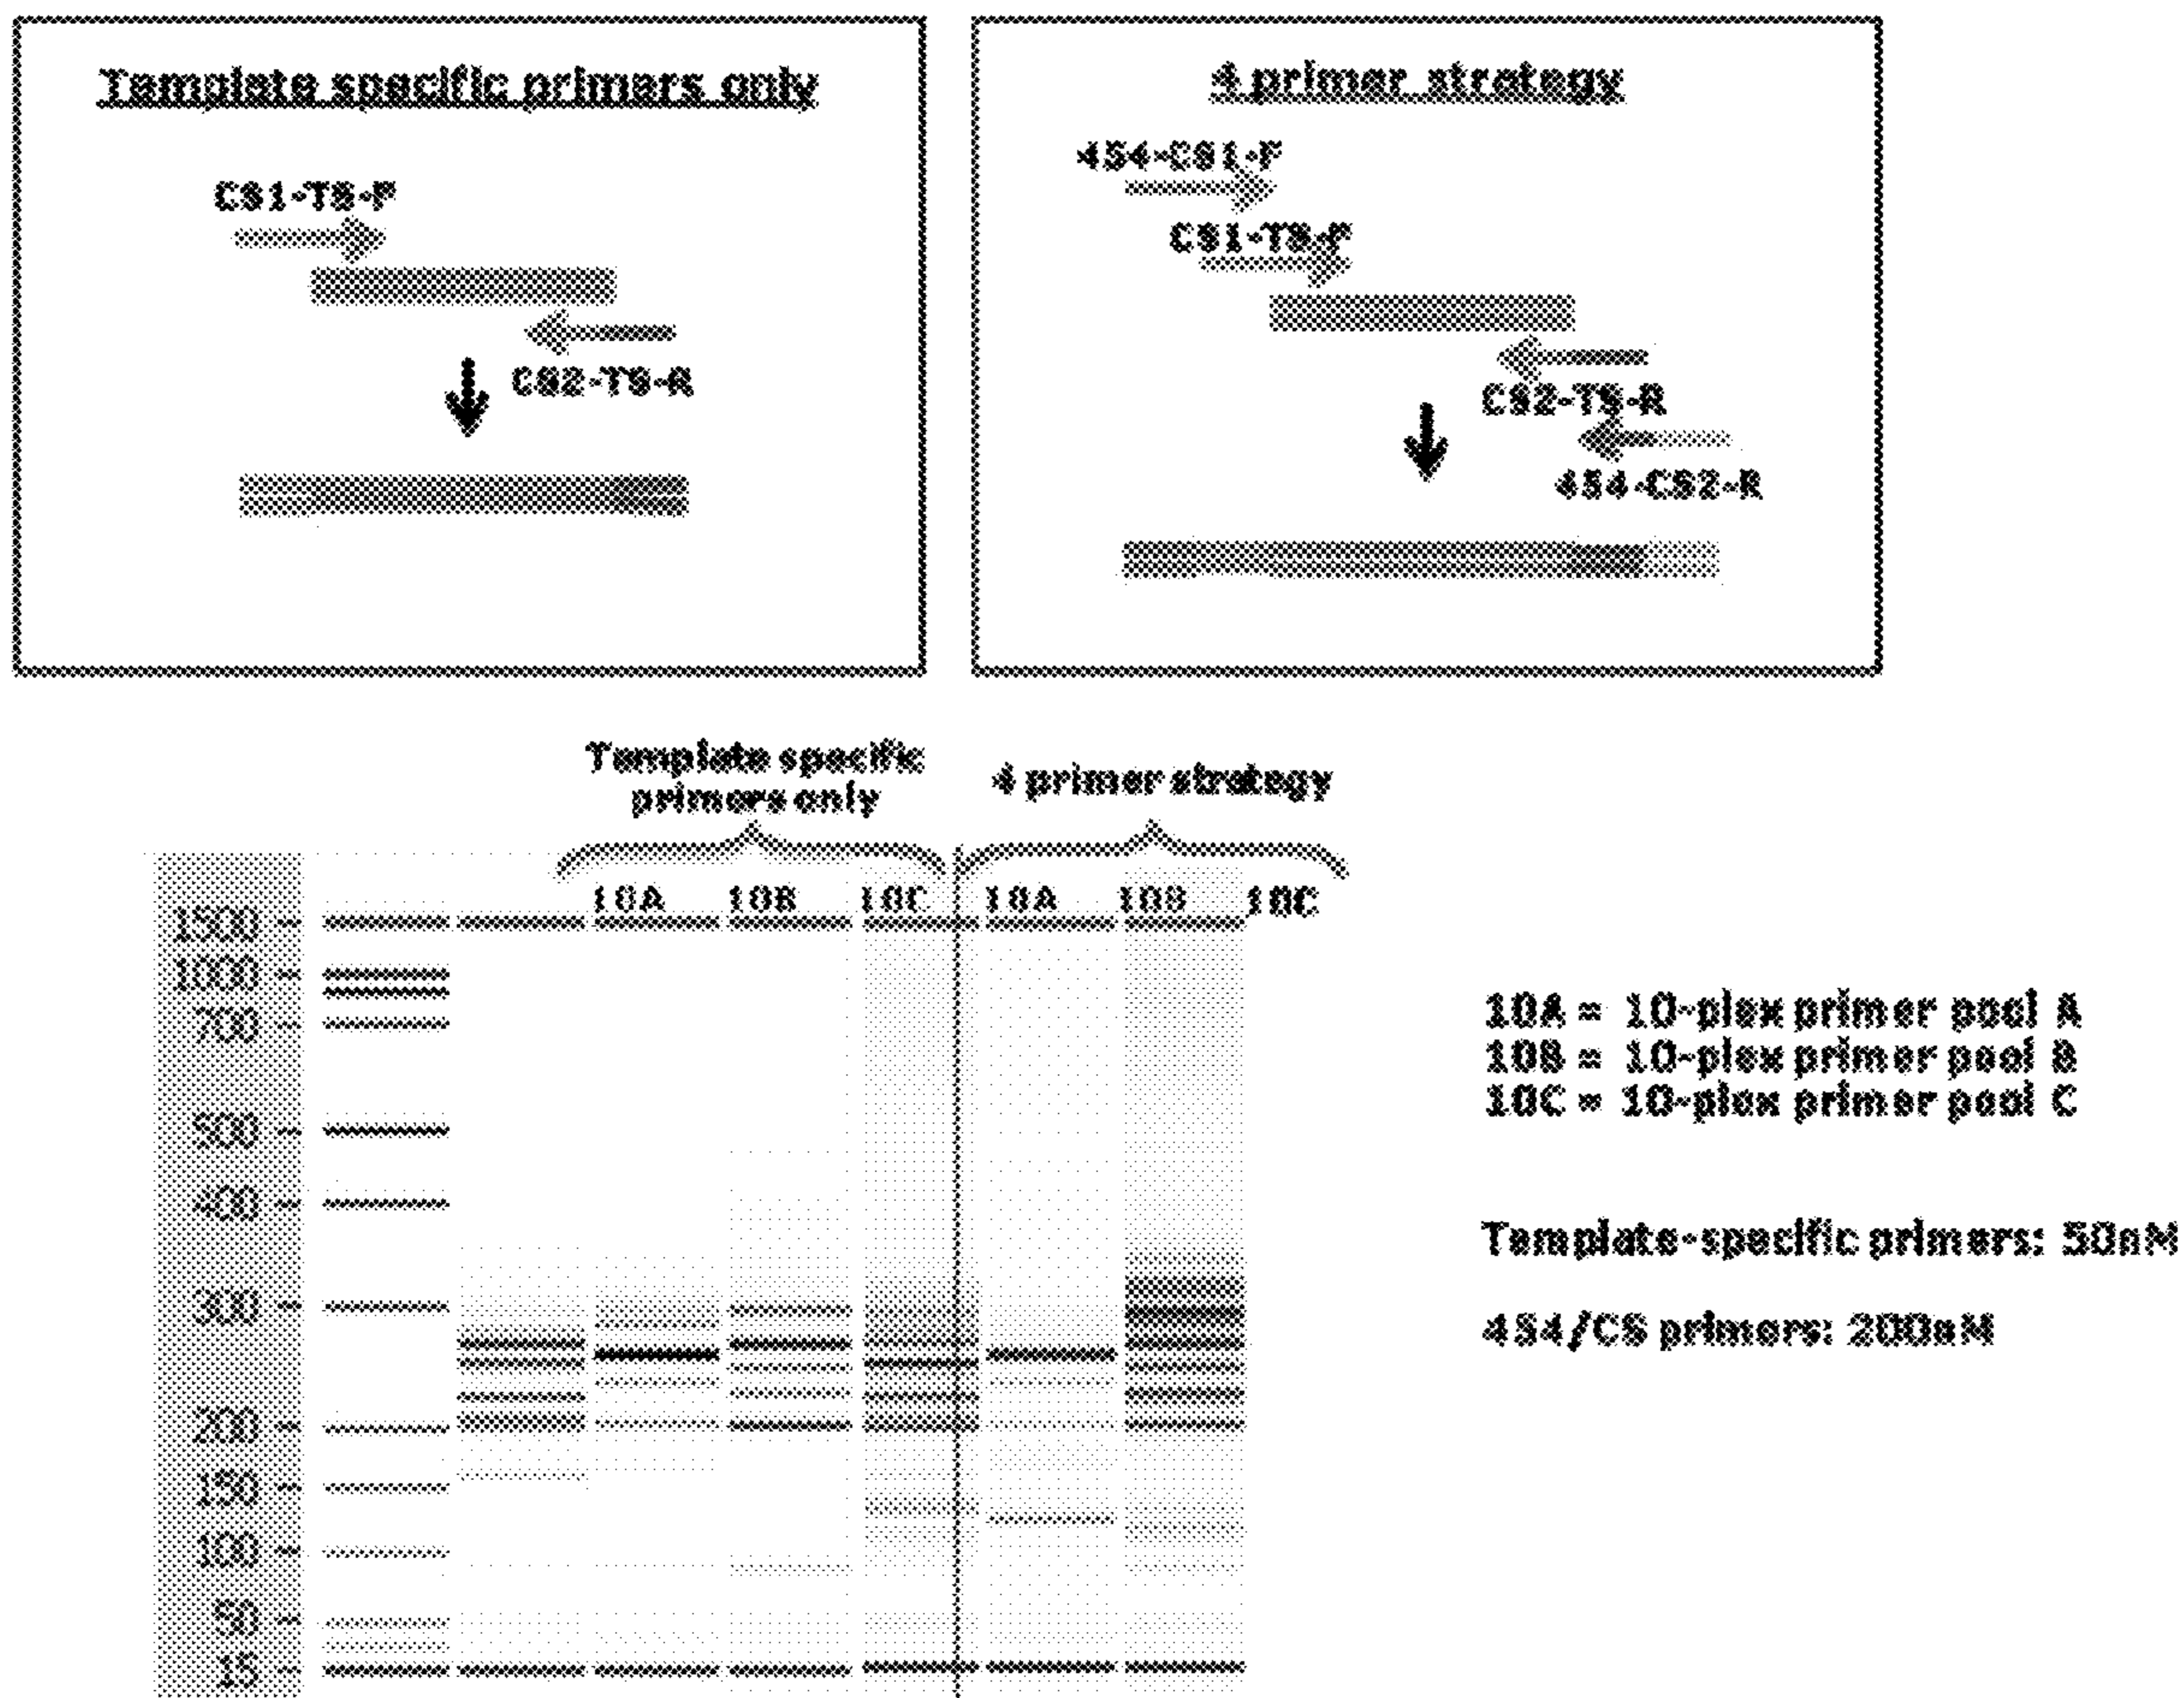 Template specific primers only
CS1-TS-F
CS2-TS-R
4 primer strategy
454-CS1-F
CS1-TS-F
CS2-TS-R
454-CS2-R
Template specific
primers only
4 primer strategy
10A 10B 10C 10A 10B 10C
1500
1000
700
500
400
300
200
150
100
50
15
10A = 10-plex primer pool A
10B = 10-plex primer pool B
10C = 10-plex primer pool C
Template-specific primers: 50nM
454/CS primers: 200nM